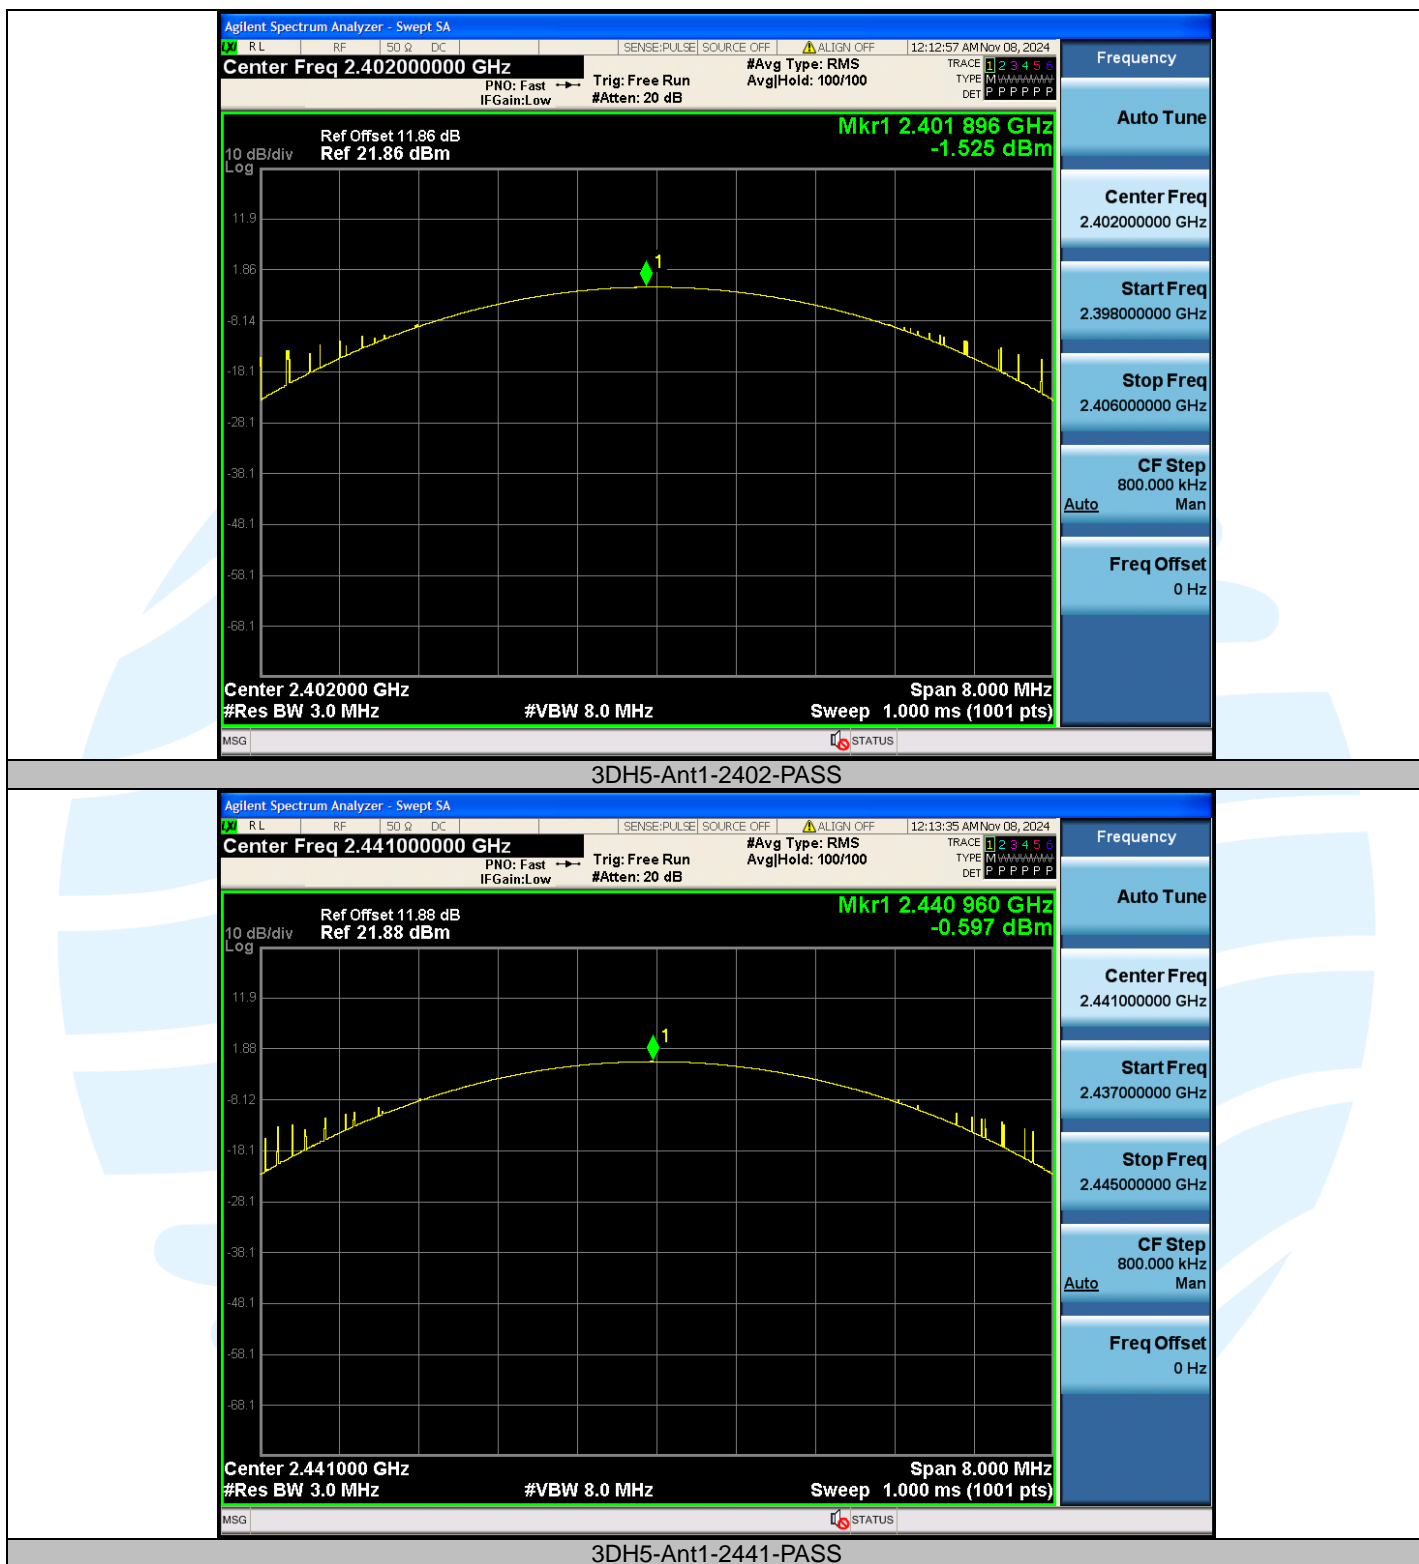 Agilent Spectrum Analyzer - Swept SA
LXI RL RF 50 Ω DC SENSE:PULSE SOURCE OFF ALIGN OFF 12:12:57 AM Nov 08, 2024
Center Freq 2.402000000 GHz
PNO: Fast
IFGain:Low
Trig: Free Run
#Atten: 20 dB
#Avg Type: RMS
Avg|Hold: 100/100
TRACE 1 2 3 4 5 6
TYPE M
DET P P P P P P
Mkr1 2.401 896 GHz
-1.525 dBm
Ref Offset 11.86 dB
10 dB/div Ref 21.86 dBm
Log
11.9
1
1.86
-8.14
-18.1
-28.1
-38.1
-48.1
-58.1
-68.1
Center 2.402000 GHz Span 8.000 MHz
#Res BW 3.0 MHz #VBW 8.0 MHz Sweep 1.000 ms (1001 pts)
MSG STATUS
Frequency
Auto Tune
Center Freq
2.402000000 GHz
Start Freq
2.398000000 GHz
Stop Freq
2.406000000 GHz
CF Step
800.000 kHz
Auto Man
Freq Offset
0 Hz
3DH5-Ant1-2402-PASS
Agilent Spectrum Analyzer - Swept SA
LXI RL RF 50 Ω DC SENSE:PULSE SOURCE OFF ALIGN OFF 12:13:35 AM Nov 08, 2024
Center Freq 2.441000000 GHz
PNO: Fast
IFGain:Low
Trig: Free Run
#Atten: 20 dB
#Avg Type: RMS
Avg|Hold: 100/100
TRACE 1 2 3 4 5 6
TYPE M
DET P P P P P P
Mkr1 2.440 960 GHz
-0.597 dBm
Ref Offset 11.88 dB
10 dB/div Ref 21.88 dBm
Log
11.9
1
1.88
-8.12
-18.1
-28.1
-38.1
-48.1
-58.1
-68.1
Center 2.441000 GHz Span 8.000 MHz
#Res BW 3.0 MHz #VBW 8.0 MHz Sweep 1.000 ms (1001 pts)
MSG STATUS
Frequency
Auto Tune
Center Freq
2.441000000 GHz
Start Freq
2.437000000 GHz
Stop Freq
2.445000000 GHz
CF Step
800.000 kHz
Auto Man
Freq Offset
0 Hz
3DH5-Ant1-2441-PASS